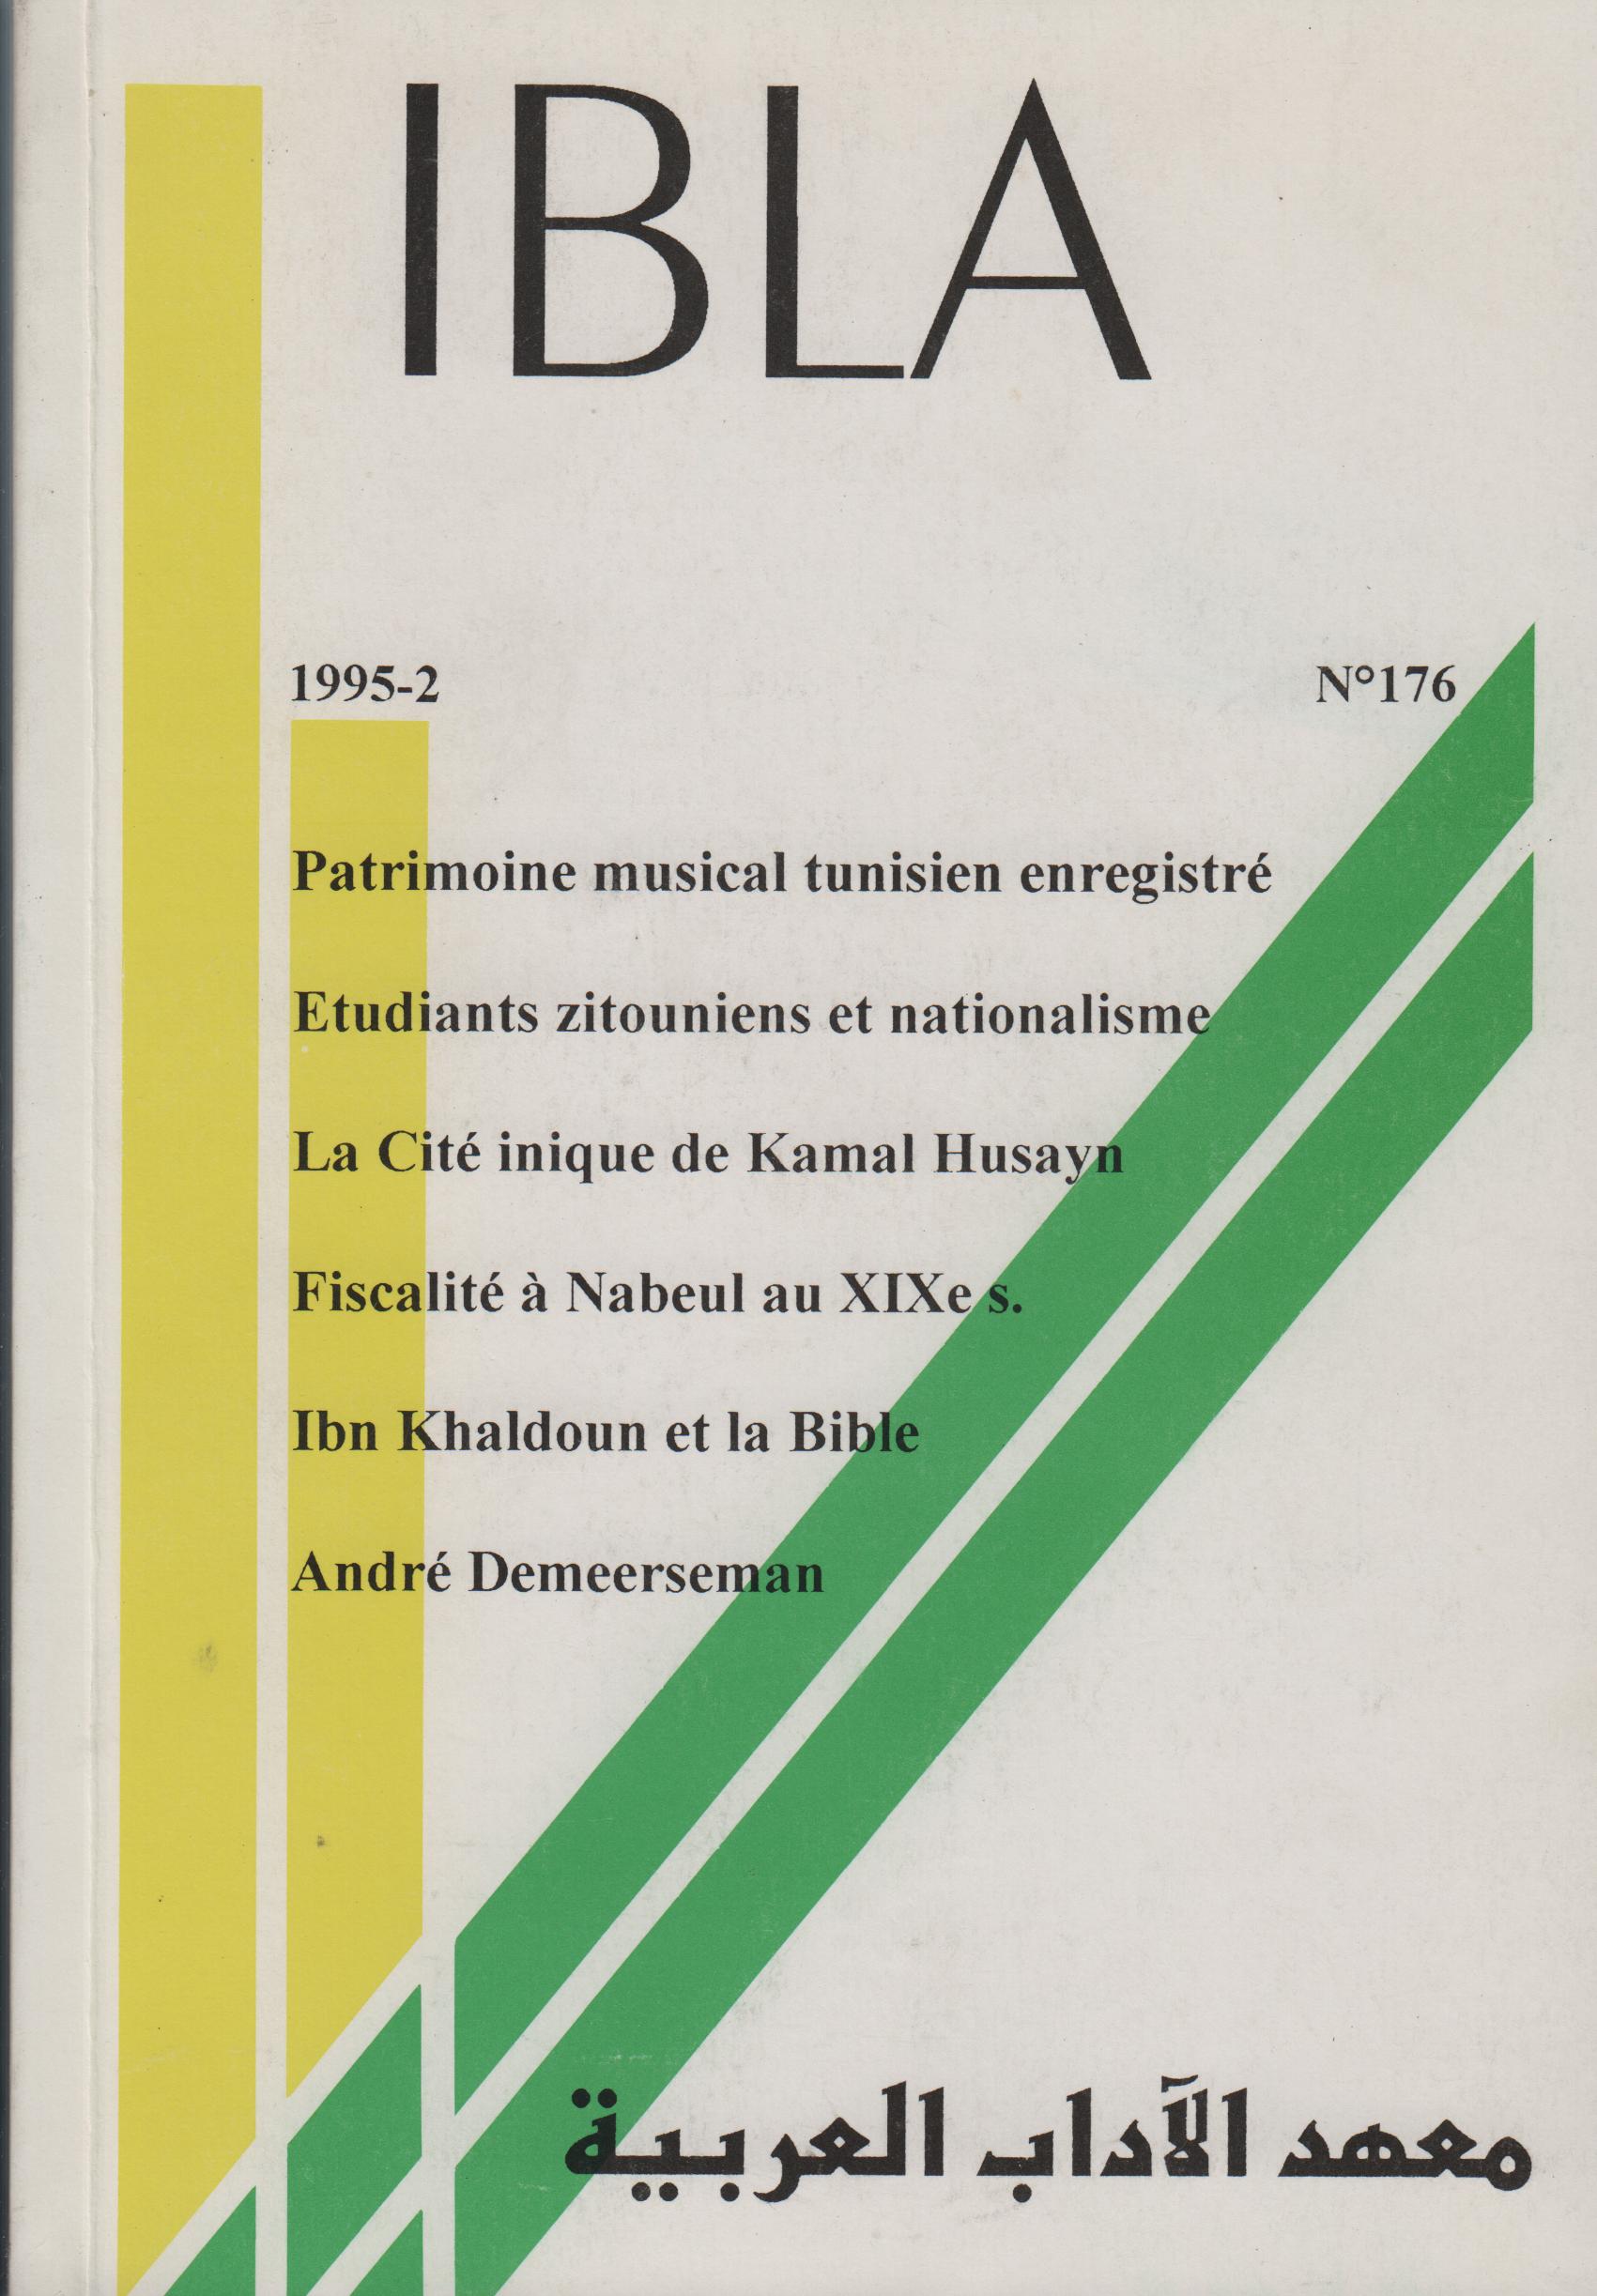 IBLA
1995-2
N°176
Patrimoine musical tunisien enregistré
Etudiants zitouniens et nationalisme
La Cité inique de Kamal Husayn
Fiscalité à Nabeul au XIXe s.
Ibn Khaldoun et la Bible
André Demeerseman
معهد الآداب العربية